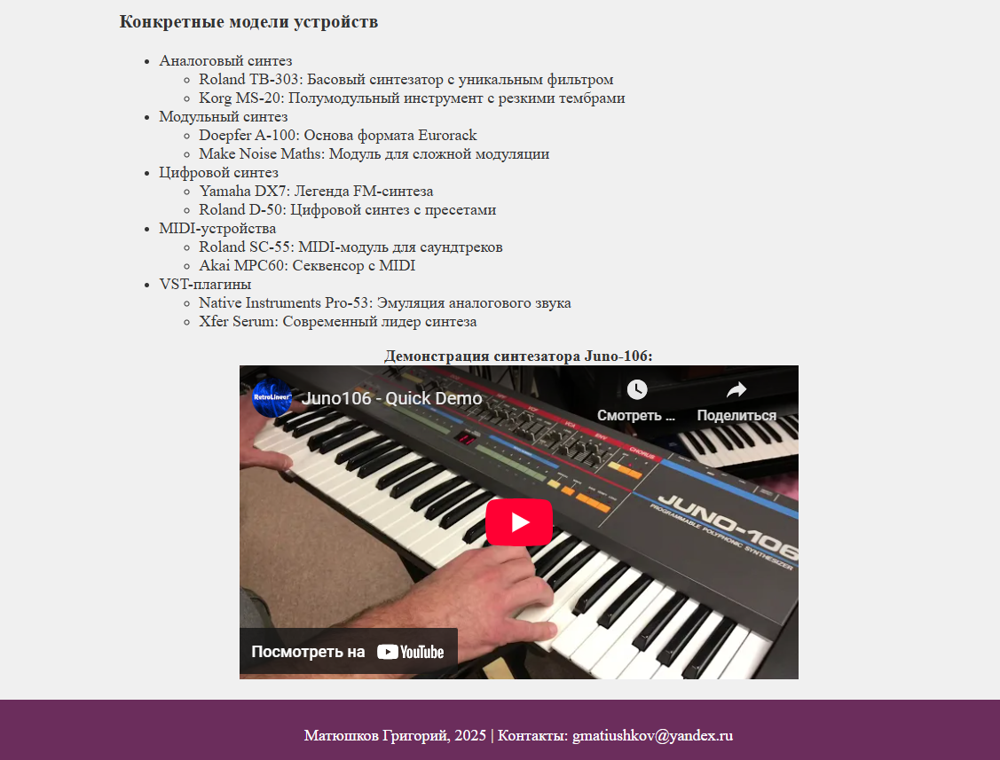 Конкретные модели устройств
Аналоговый синтез
Roland TB-303: Басовый синтезатор с уникальным фильтром
Korg MS-20: Полумодульный инструмент с резкими тембрами
Модульный синтез
Doepfer A-100: Основа формата Eurorack
Make Noise Maths: Модуль для сложной модуляции
Цифровой синтез
Yamaha DX7: Легенда FM-синтеза
Roland D-50: Цифровой синтез с пресетами
MIDI-устройства
Roland SC-55: MIDI-модуль для саундтреков
Akai MPC60: Секвенсор с MIDI
VST-плагины
Native Instruments Pro-53: Эмуляция аналогового звука
Xfer Serum: Современный лидер синтеза
Демонстрация синтезатора Juno-106:
RetroLinear
Juno106 - Quick Demo
Смотреть ...
Поделиться
VCF
VCA
ENV
CHORUS
JUNO-106
PROGRAMMABLE POLYPHONIC SYNTHESIZER
Посмотреть на YouTube
Матюшков Григорий, 2025 | Контакты: gmatiushkov@yandex.ru